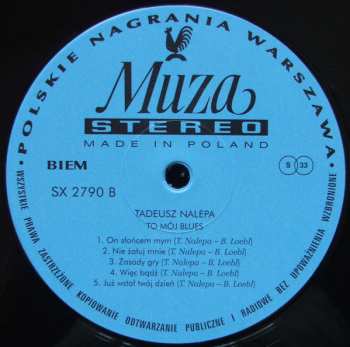 • POLSKIE NAGRANIA WARSZAWA •
Muza
STEREO
MADE IN POLAND
BIEM
S 33
SX 2790 B
TADEUSZ NALEPA
TO MÓJ BLUES
1. On słońcem mym (T. Nalepa – B. Loebl)
2. Nie żałuj mnie (T. Nalepa – B. Loebl)
3. Zasady gry (T. Nalepa – B. Loebl)
4. Więc bądź (T. Nalepa – B. Loebl)
5. Już wstał twój dzień (T. Nalepa – B. Loebl)
WSZYSTKIE PRAWA ZASTRZEŻONE KOPIOWANIE ODTWARZANIE PUBLICZNE I RADIOWE BEZ UPOWAŻNIENIA WZBRONIONE